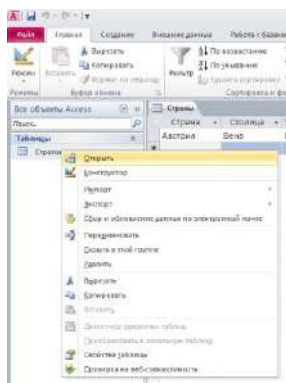 Файл Главная Создание Внешние данные Работа с базами
Режим Вставить Вырезать
Копировать
Формат по образцу
Фильтр По возрастанию
По убыванию
Удалить сортировку
Режимы Буфер обмена Сортировка и ф
Все объекты Access
Поиск...
Таблицы
Страны
Страна Столица
Австрия Вена
Открыть
Конструктор
Импорт
Экспорт
Сбор и обновление данных по электронной почте
Переименовать
Скрыть в этой группе
Удалить
Вырезать
Копировать
Вставить
Диспетчер связанных таблиц
Преобразовать в локальную таблицу
Свойства таблицы
Проверка на веб-совместимость